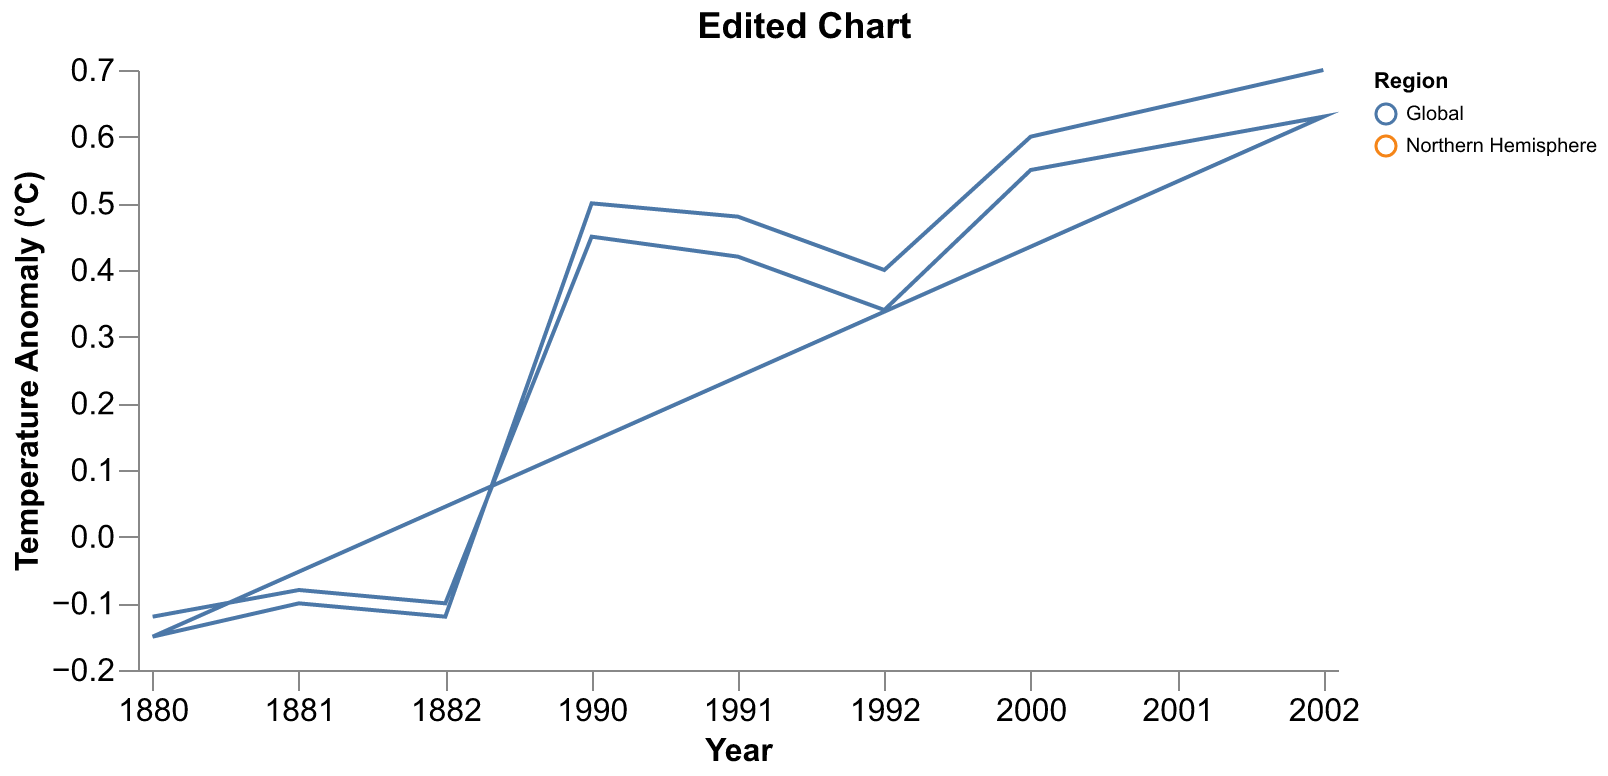 Edited Chart
Temperature Anomaly (°C)
0.7
0.6
0.5
0.4
0.3
0.2
0.1
0.0
−0.1
−0.2
1880 1881 1882 1990 1991 1992 2000 2001 2002
Year
Region
Global
Northern Hemisphere